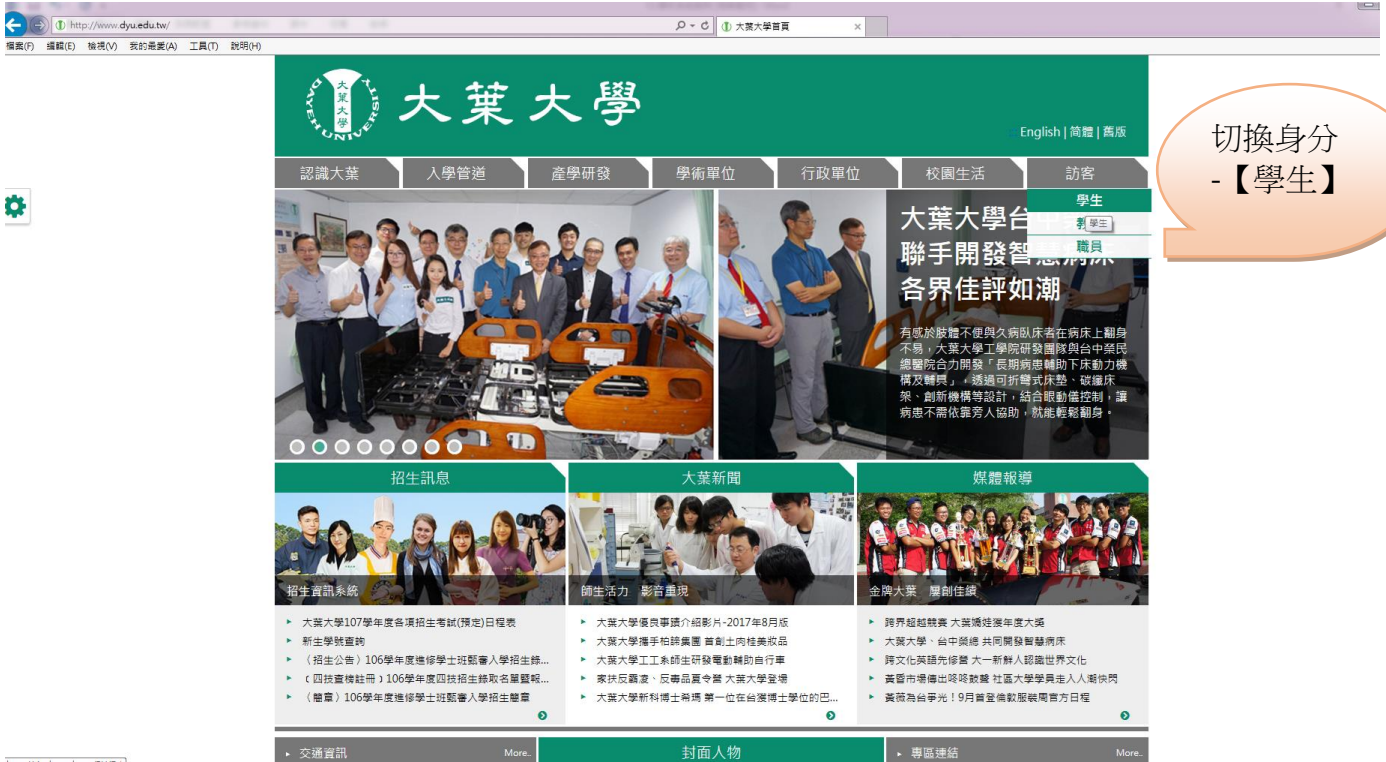 http://www.dyu.edu.tw/
大葉大學首頁
檔案(F) 編輯(E) 檢視(V) 我的最愛(A) 工具(T) 說明(H)
大葉大學
DAYEH UNIVERSITY
大葉大學
English | 简體 | 舊版
切換身分
-【學生】
認識大葉
入學管道
產學研發
學術單位
行政單位
校園生活
訪客
學生
學生
職員
大葉大學台中
聯手開發智慧病床
各界佳評如潮
有感於肢體不便與久病臥床者在病床上翻身
不易，大葉大學工學院研發團隊與台中榮民
總醫院合力開發「長期病患輔助下床動力機
構及輔具」，透過可折彎式床墊、碳纖床
架、創新機構等設計，結合眼動儀控制，讓
病患不需依靠旁人協助，就能輕鬆翻身。
招生訊息
大葉新聞
媒體報導
招生資訊系統
師生活力 影音重現
金牌大葉 屢創佳績
大葉大學107學年度各項招生考試(預定)日程表
新生學號查詢
（招生公告）106學年度進修學士班甄審入學招生錄...
（四技查榜註冊）106學年度四技招生錄取名單暨報...
（簡章）106學年度進修學士班甄審入學招生簡章
大葉大學優良事蹟介紹影片-2017年8月版
大葉大學攜手柏諦集團 首創土肉桂美妝品
大葉大學工工系師生研發電動輔助自行車
家扶反霸凌、反毒品夏令營 大葉大學登場
大葉大學新科博士希瑪 第一位在台獲博士學位的巴...
跨界超越競賽 大葉嬌娃獲年度大獎
大葉大學、台中榮總 共同開發智慧病床
跨文化英語先修營 大一新鮮人認識世界文化
黃昏市場傳出咚咚鼓聲 社區大學學員走入人潮快閃
黃薇為台爭光！9月首登倫敦服裝周官方日程
交通資訊
More..
封面人物
專區連結
More..